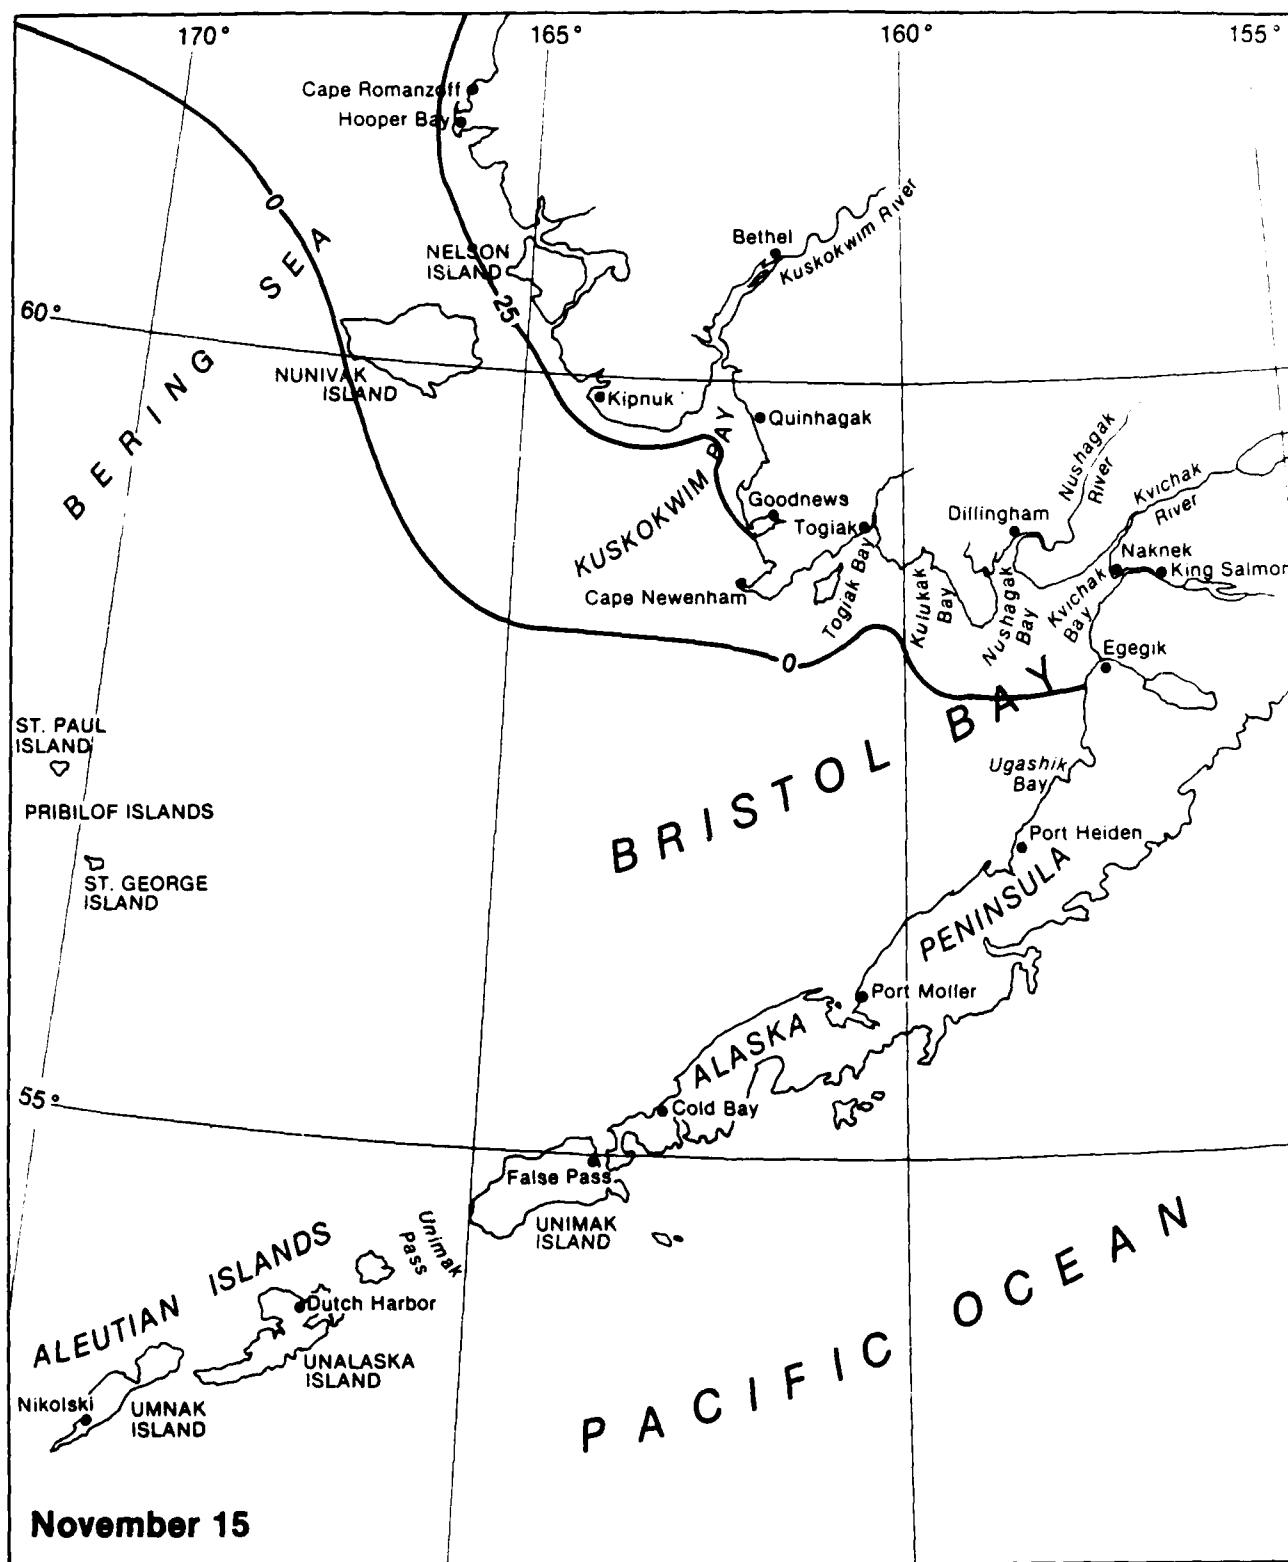 170°
165°
160°
155°
Cape Romanzoff
Hooper Bay
0
BERING SEA
NELSON
ISLAND
25
Bethel
Kuskokwim River
60°
NUNIVAK
ISLAND
Kipnuk
Quinhagak
KUSKOKWIM BAY
Goodnews
Togiak
Cape Newenham
Togiak Bay
Kulukak
Bay
Dillingham
Nushagak
River
Nushagak
Bay
Kvichak
River
Kvichak
Bay
Naknek
King Salmon
Egegik
0
BRISTOL BAY
Ugashik
Bay
ST. PAUL
ISLAND
PRIBILOF ISLANDS
ST. GEORGE
ISLAND
Port Heiden
ALASKA PENINSULA
Port Moller
55°
Cold Bay
False Pass
UNIMAK
ISLAND
Unimak
Pass
ALEUTIAN ISLANDS
Dutch Harbor
UNALASKA
ISLAND
Nikolski
UMNAK
ISLAND
PACIFIC OCEAN
November 15